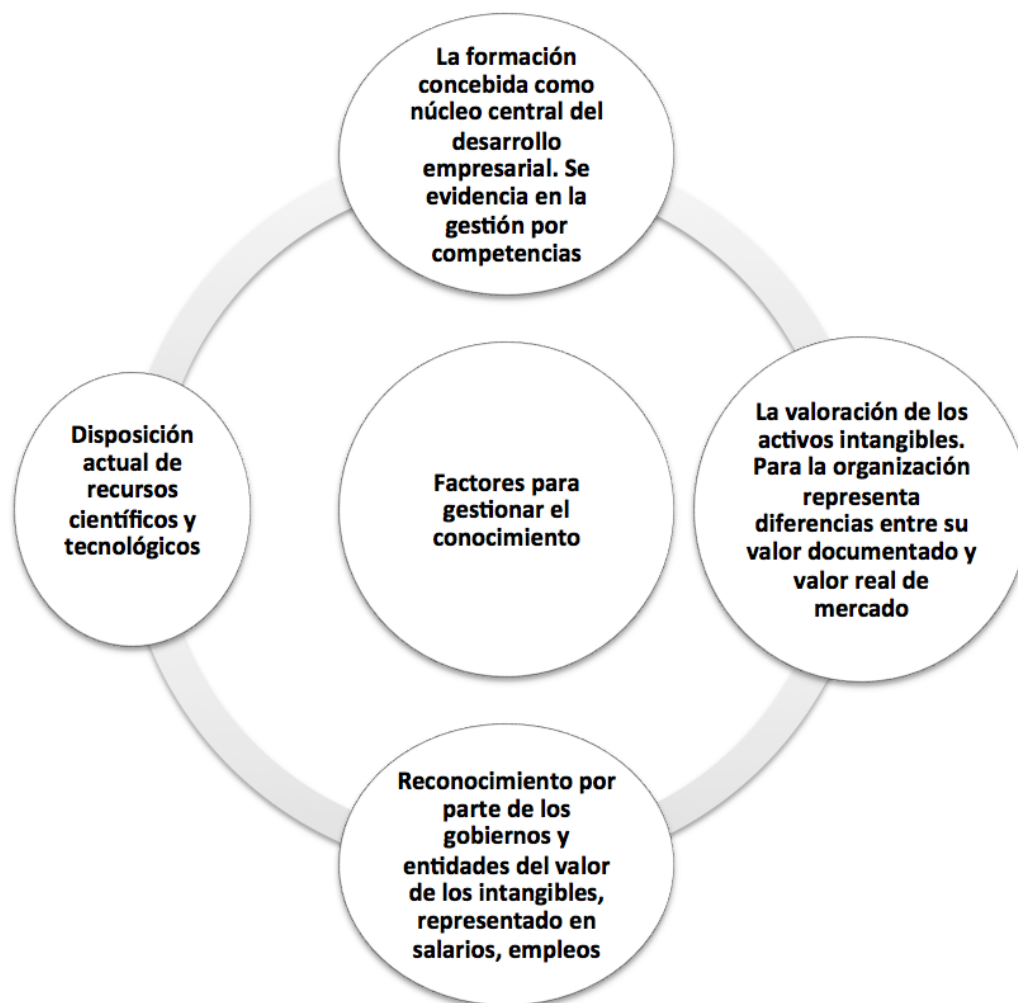 La formación
concebida como
núcleo central del
desarrollo
empresarial. Se
evidencia en la
gestión por
competencias
La valoración de los
activos intangibles.
Para la organización
representa
diferencias entre su
valor documentado y
valor real de
mercado
Reconocimiento por
parte de los
gobiernos y
entidades del valor
de los intangibles,
representado en
salarios, empleos
Disposición
actual de
recursos
científicos y
tecnológicos
Factores para
gestionar el
conocimiento